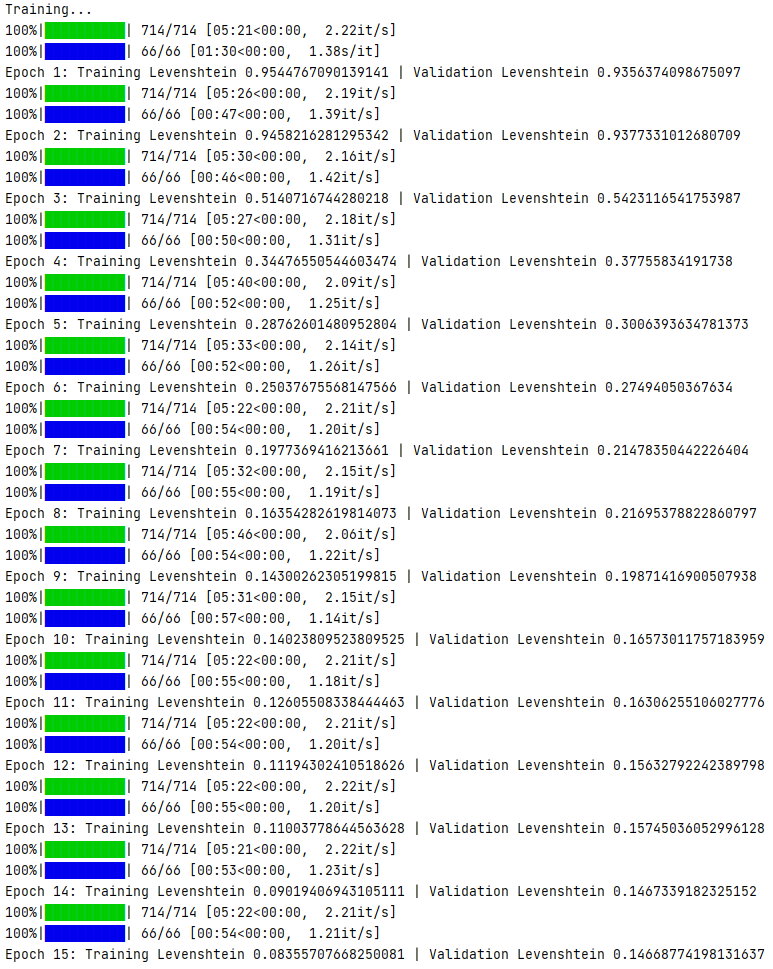 Training...
100%|██████████| 714/714 [05:21<00:00,  2.22it/s]
100%|██████████| 66/66 [01:30<00:00,  1.38s/it]
Epoch 1: Training Levenshtein 0.9544767090139141 | Validation Levenshtein 0.9356374098675097
100%|██████████| 714/714 [05:26<00:00,  2.19it/s]
100%|██████████| 66/66 [00:47<00:00,  1.39it/s]
Epoch 2: Training Levenshtein 0.9458216281295342 | Validation Levenshtein 0.9377331012680709
100%|██████████| 714/714 [05:30<00:00,  2.16it/s]
100%|██████████| 66/66 [00:46<00:00,  1.42it/s]
Epoch 3: Training Levenshtein 0.5140716744280218 | Validation Levenshtein 0.5423116541753987
100%|██████████| 714/714 [05:27<00:00,  2.18it/s]
100%|██████████| 66/66 [00:50<00:00,  1.31it/s]
Epoch 4: Training Levenshtein 0.34476550544603474 | Validation Levenshtein 0.37755834191738
100%|██████████| 714/714 [05:40<00:00,  2.09it/s]
100%|██████████| 66/66 [00:52<00:00,  1.25it/s]
Epoch 5: Training Levenshtein 0.28762601480952804 | Validation Levenshtein 0.3006393634781373
100%|██████████| 714/714 [05:33<00:00,  2.14it/s]
100%|██████████| 66/66 [00:52<00:00,  1.26it/s]
Epoch 6: Training Levenshtein 0.25037675568147566 | Validation Levenshtein 0.27494050367634
100%|██████████| 714/714 [05:22<00:00,  2.21it/s]
100%|██████████| 66/66 [00:54<00:00,  1.20it/s]
Epoch 7: Training Levenshtein 0.1977369416213661 | Validation Levenshtein 0.21478350442226404
100%|██████████| 714/714 [05:32<00:00,  2.15it/s]
100%|██████████| 66/66 [00:55<00:00,  1.19it/s]
Epoch 8: Training Levenshtein 0.16354282619814073 | Validation Levenshtein 0.21695378822860797
100%|██████████| 714/714 [05:46<00:00,  2.06it/s]
100%|██████████| 66/66 [00:54<00:00,  1.22it/s]
Epoch 9: Training Levenshtein 0.14300262305199815 | Validation Levenshtein 0.19871416900507938
100%|██████████| 714/714 [05:31<00:00,  2.15it/s]
100%|██████████| 66/66 [00:57<00:00,  1.14it/s]
Epoch 10: Training Levenshtein 0.14023809523809525 | Validation Levenshtein 0.16573011757183959
100%|██████████| 714/714 [05:22<00:00,  2.21it/s]
100%|██████████| 66/66 [00:55<00:00,  1.18it/s]
Epoch 11: Training Levenshtein 0.12605508338444463 | Validation Levenshtein 0.16306255106027776
100%|██████████| 714/714 [05:22<00:00,  2.21it/s]
100%|██████████| 66/66 [00:54<00:00,  1.20it/s]
Epoch 12: Training Levenshtein 0.11194302410518626 | Validation Levenshtein 0.15632792242389798
100%|██████████| 714/714 [05:22<00:00,  2.22it/s]
100%|██████████| 66/66 [00:55<00:00,  1.20it/s]
Epoch 13: Training Levenshtein 0.11003778644563628 | Validation Levenshtein 0.15745036052996128
100%|██████████| 714/714 [05:21<00:00,  2.22it/s]
100%|██████████| 66/66 [00:53<00:00,  1.23it/s]
Epoch 14: Training Levenshtein 0.09019406943105111 | Validation Levenshtein 0.1467339182325152
100%|██████████| 714/714 [05:22<00:00,  2.21it/s]
100%|██████████| 66/66 [00:54<00:00,  1.21it/s]
Epoch 15: Training Levenshtein 0.08355707668250081 | Validation Levenshtein 0.14668774198131637